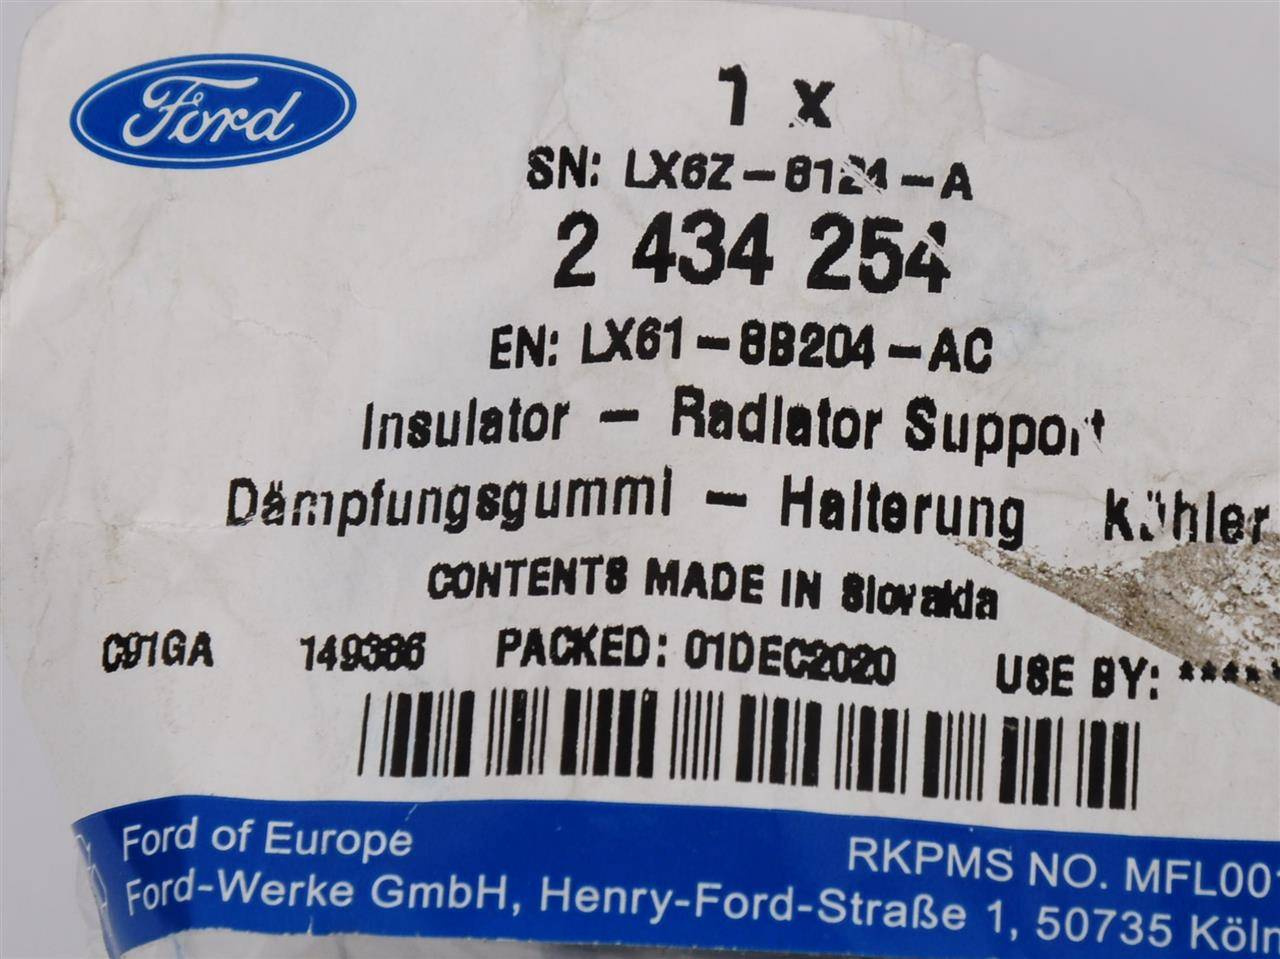 Ford
1 x
SN: LX6Z-8124-A
2 434 254
EN: LX61-8B204-AC
Insulator - Radiator Support
Dämpfungsgummi - Halterung Kühler
CONTENTS MADE IN Slovakia
C91GA 149386 PACKED: 01DEC2020 USE BY: *****
Ford of Europe RKPMS NO. MFL001
Ford-Werke GmbH, Henry-Ford-Straße 1, 50735 Köln